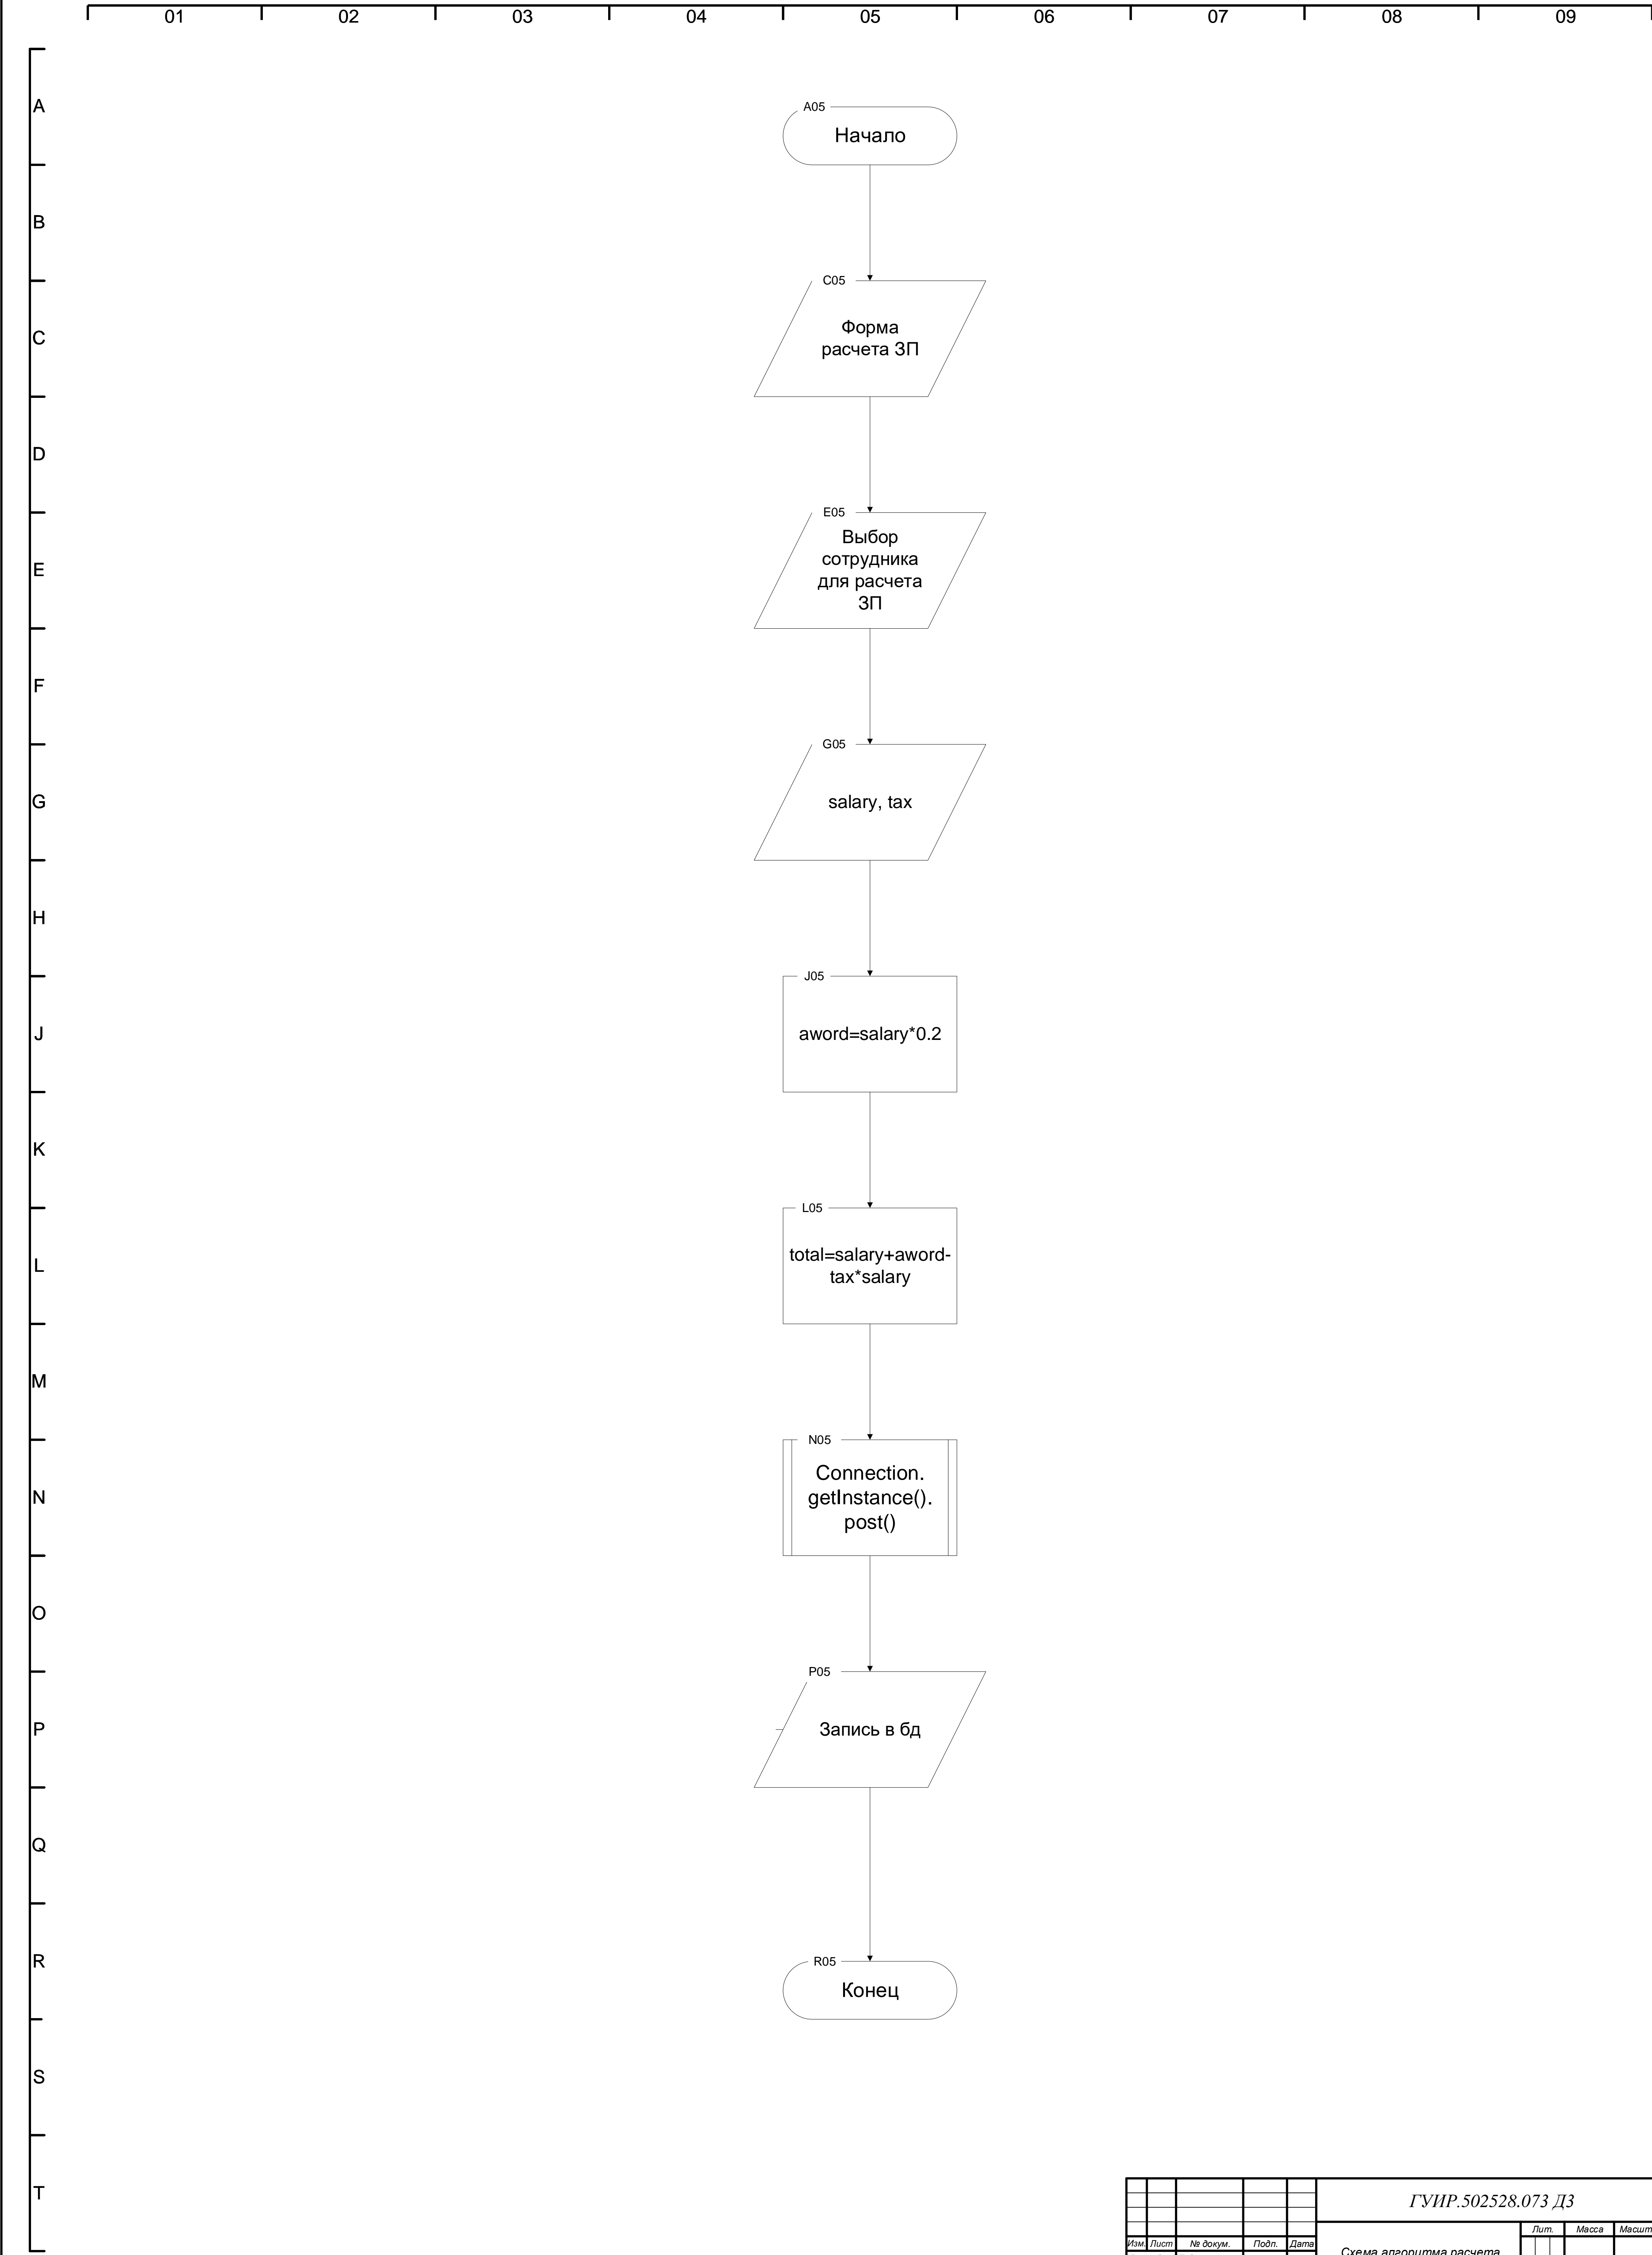 01 02 03 04 05 06 07 08 09
A
A05
Начало
B
C05
C
Форма
расчета ЗП
D
E05
E
Выбор
сотрудника
для расчета
ЗП
F
G05
G
salary, tax
H
J05
J
aword=salary*0.2
K
L05
L
total=salary+aword-
tax*salary
M
N05
N
Connection.
getInstance().
post()
O
P05
P
Запись в бд
Q
R
R05
Конец
S
T
ГУИР.502528.073 Д3
Лит. Масса
Изм. Лист № докум. Подп. Дата
Схема алгоритма расчета